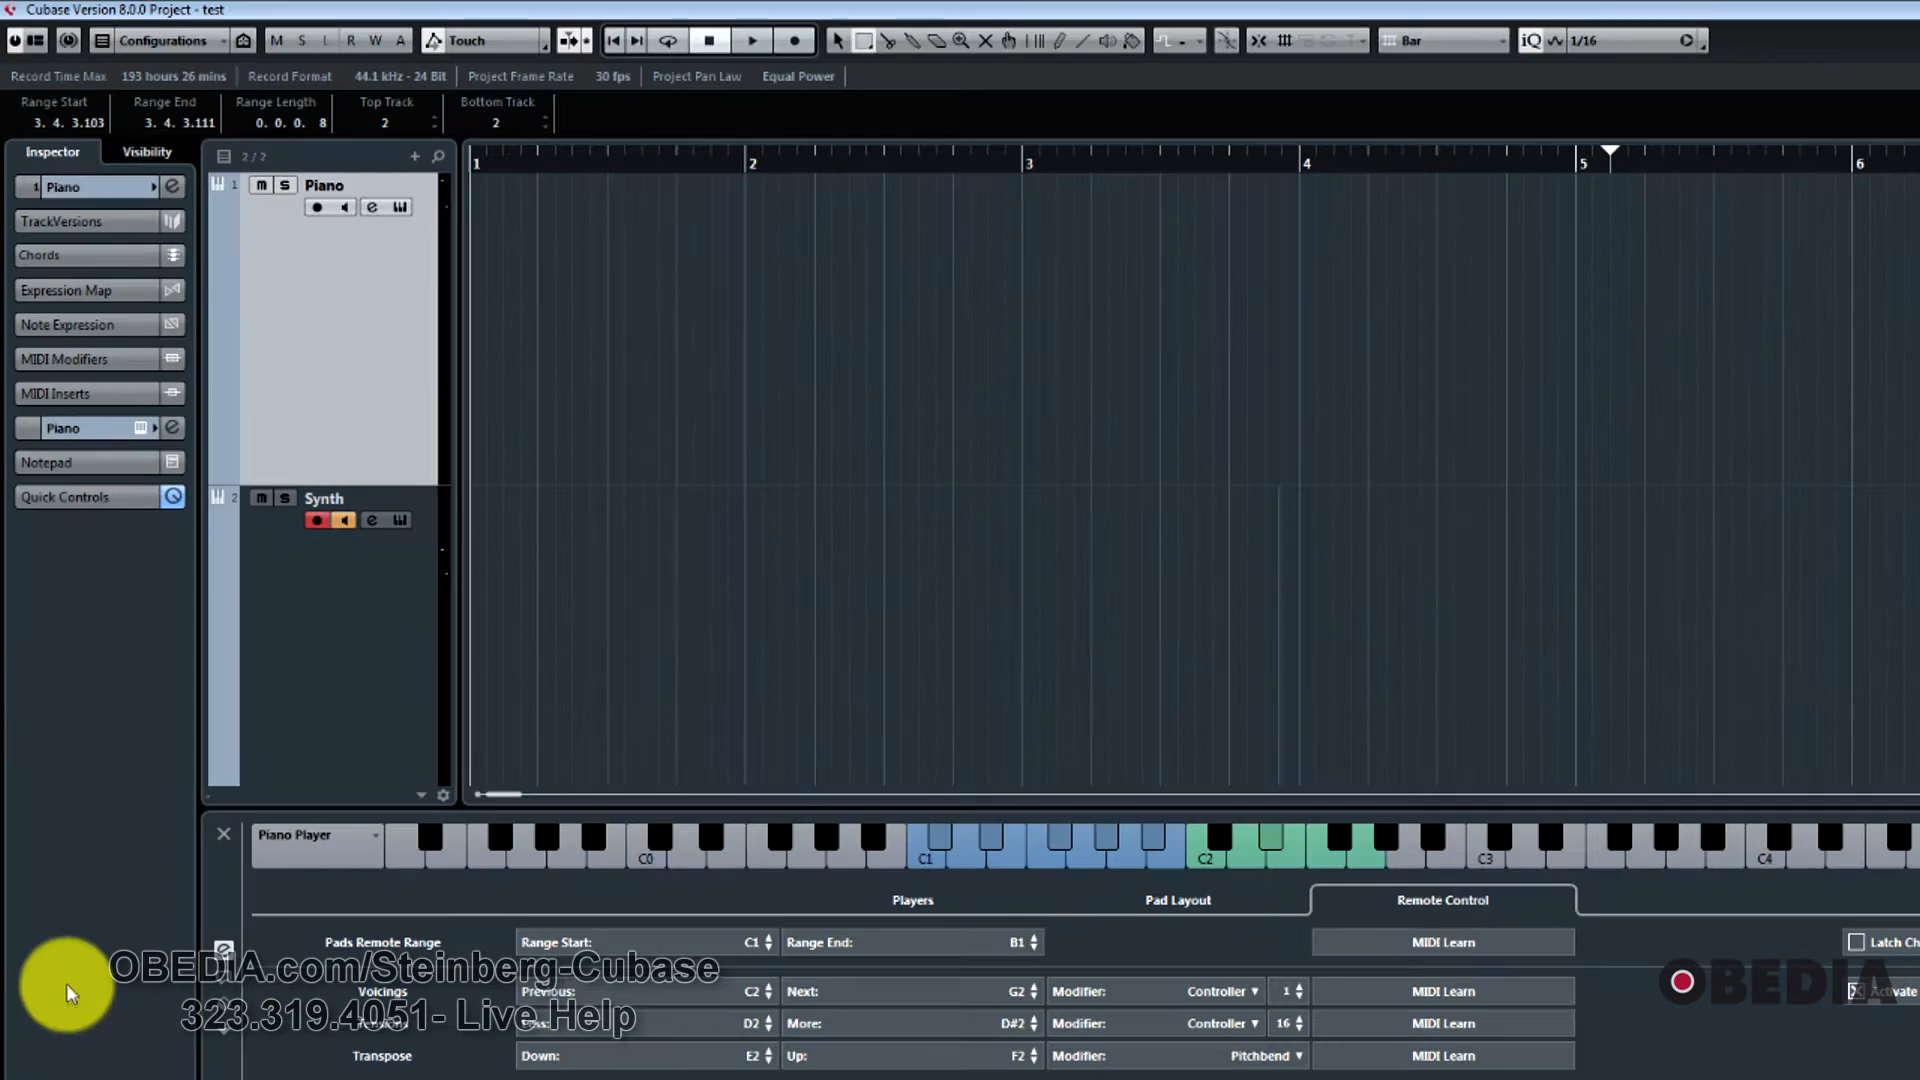 Cubase Version 8.0.0 Project - test
Configurations M S L R W A Touch Bar iQ 1/16
Record Time Max 193 hours 26 mins Record Format 44.1 kHz - 24 Bit Project Frame Rate 30 fps Project Pan Law Equal Power
Range Start Range End Range Length Top Track Bottom Track
3. 4. 3.103 3. 4. 3.111 0. 0. 0. 8 2 2
Inspector Visibility 2 / 2
1 2 3 4 5 6
1 Piano
TrackVersions
Chords
Expression Map
Note Expression
MIDI Modifiers
MIDI Inserts
Piano
Notepad
Quick Controls
1 m S Piano
e
2 m S Synth
e
Piano Player
C0 C1 C2 C3 C4
Players Pad Layout Remote Control
Pads Remote Range Range Start: C1 Range End: B1 MIDI Learn Latch Ch
Voicings Previous: C2 Next: G2 Modifier: Controller 1 MIDI Learn Activate
Tensions Less: D2 More: D#2 Modifier: Controller 16 MIDI Learn
Transpose Down: E2 Up: F2 Modifier: Pitchbend MIDI Learn
OBEDIA.com/Steinberg-Cubase
323.319.4051- Live Help
OBEDIA